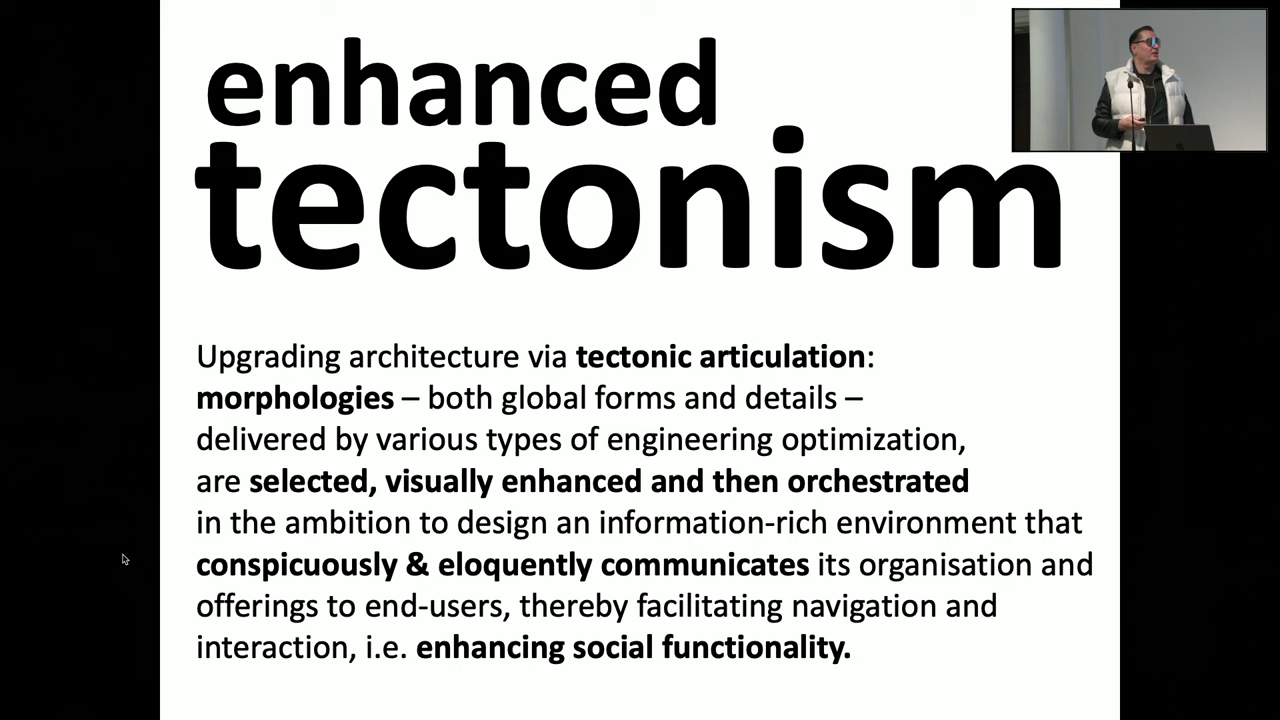 enhanced
tectonism
Upgrading architecture via tectonic articulation:
morphologies – both global forms and details –
delivered by various types of engineering optimization,
are selected, visually enhanced and then orchestrated
in the ambition to design an information-rich environment that
conspicuously & eloquently communicates its organisation and
offerings to end-users, thereby facilitating navigation and
interaction, i.e. enhancing social functionality.